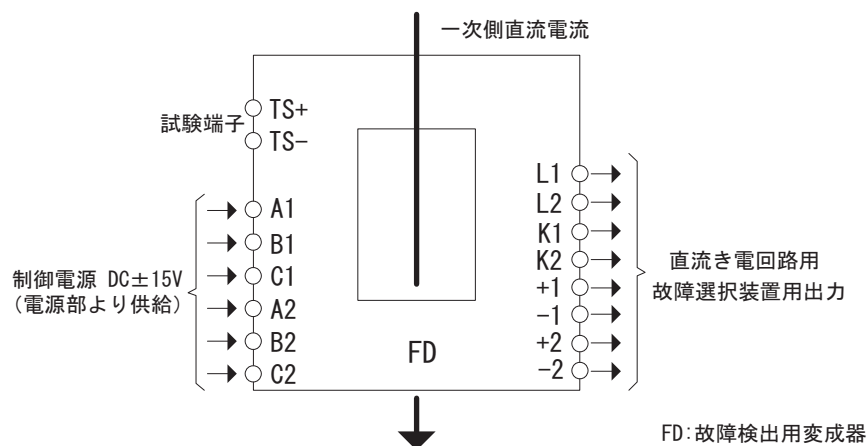 一次側直流電流
試験端子
TS+
TS−
制御電源 DC±15V
(電源部より供給)
A1
B1
C1
A2
B2
C2
FD
L1
L2
K1
K2
+1
−1
+2
−2
直流き電回路用
故障選択装置用出力
FD:故障検出用変成器